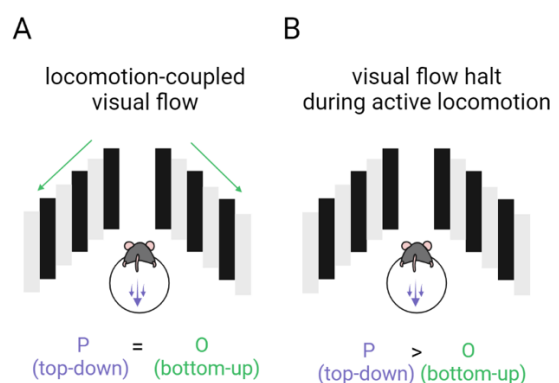 A
locomotion-coupled
visual flow
P = O
(top-down) (bottom-up)
B
visual flow halt
during active locomotion
P > O
(top-down) (bottom-up)